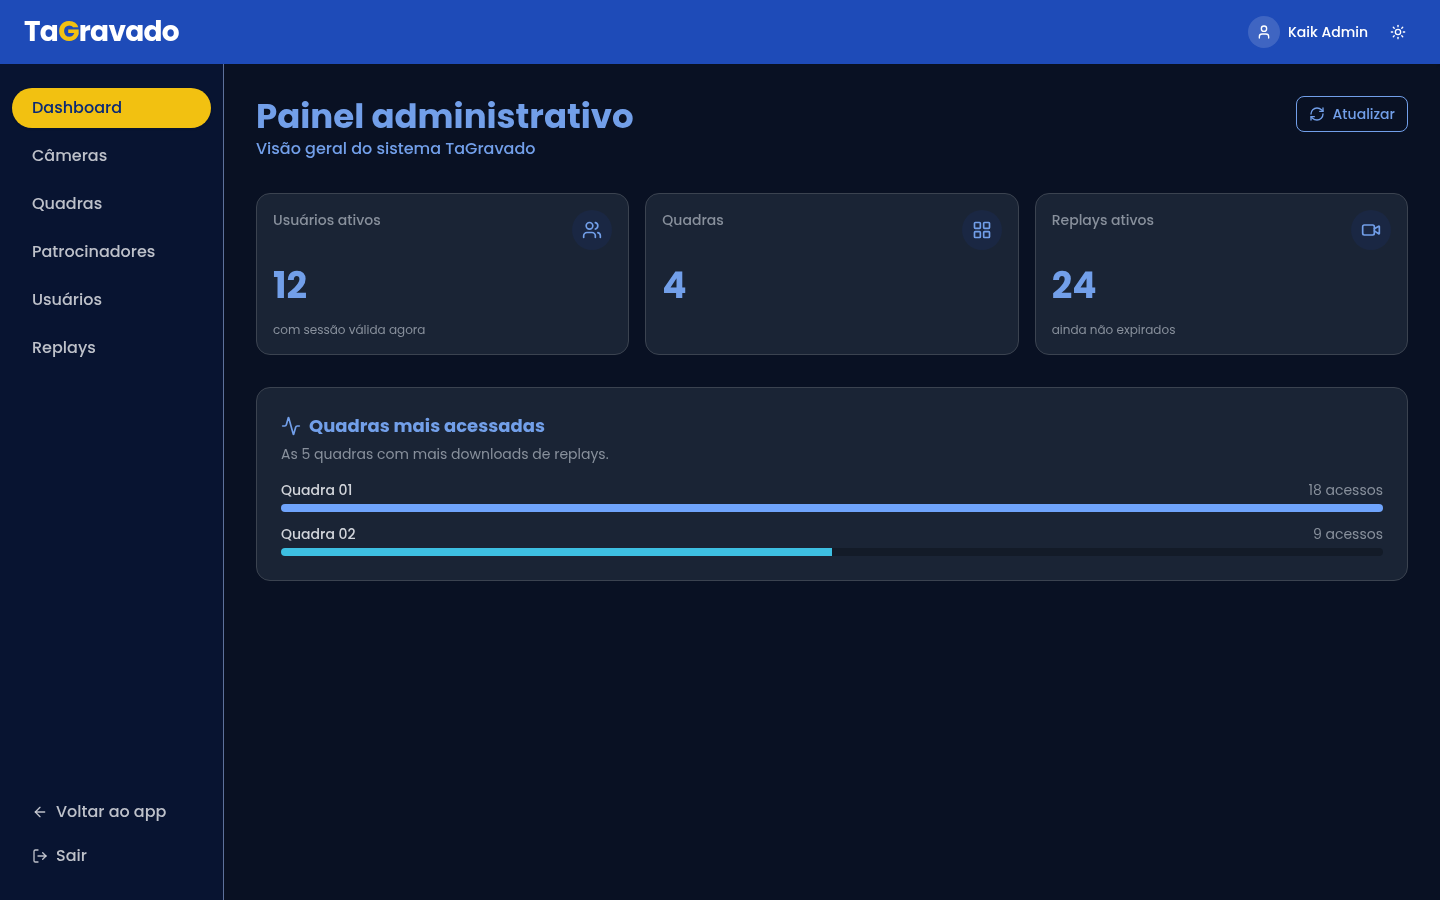 TaGravado
Kaik Admin
Dashboard
Câmeras
Quadras
Patrocinadores
Usuários
Replays
Voltar ao app
Sair
Painel administrativo
Visão geral do sistema TaGravado
Atualizar
Usuários ativos
12
com sessão válida agora
Quadras
4
Replays ativos
24
ainda não expirados
Quadras mais acessadas
As 5 quadras com mais downloads de replays.
Quadra 01
18 acessos
Quadra 02
9 acessos